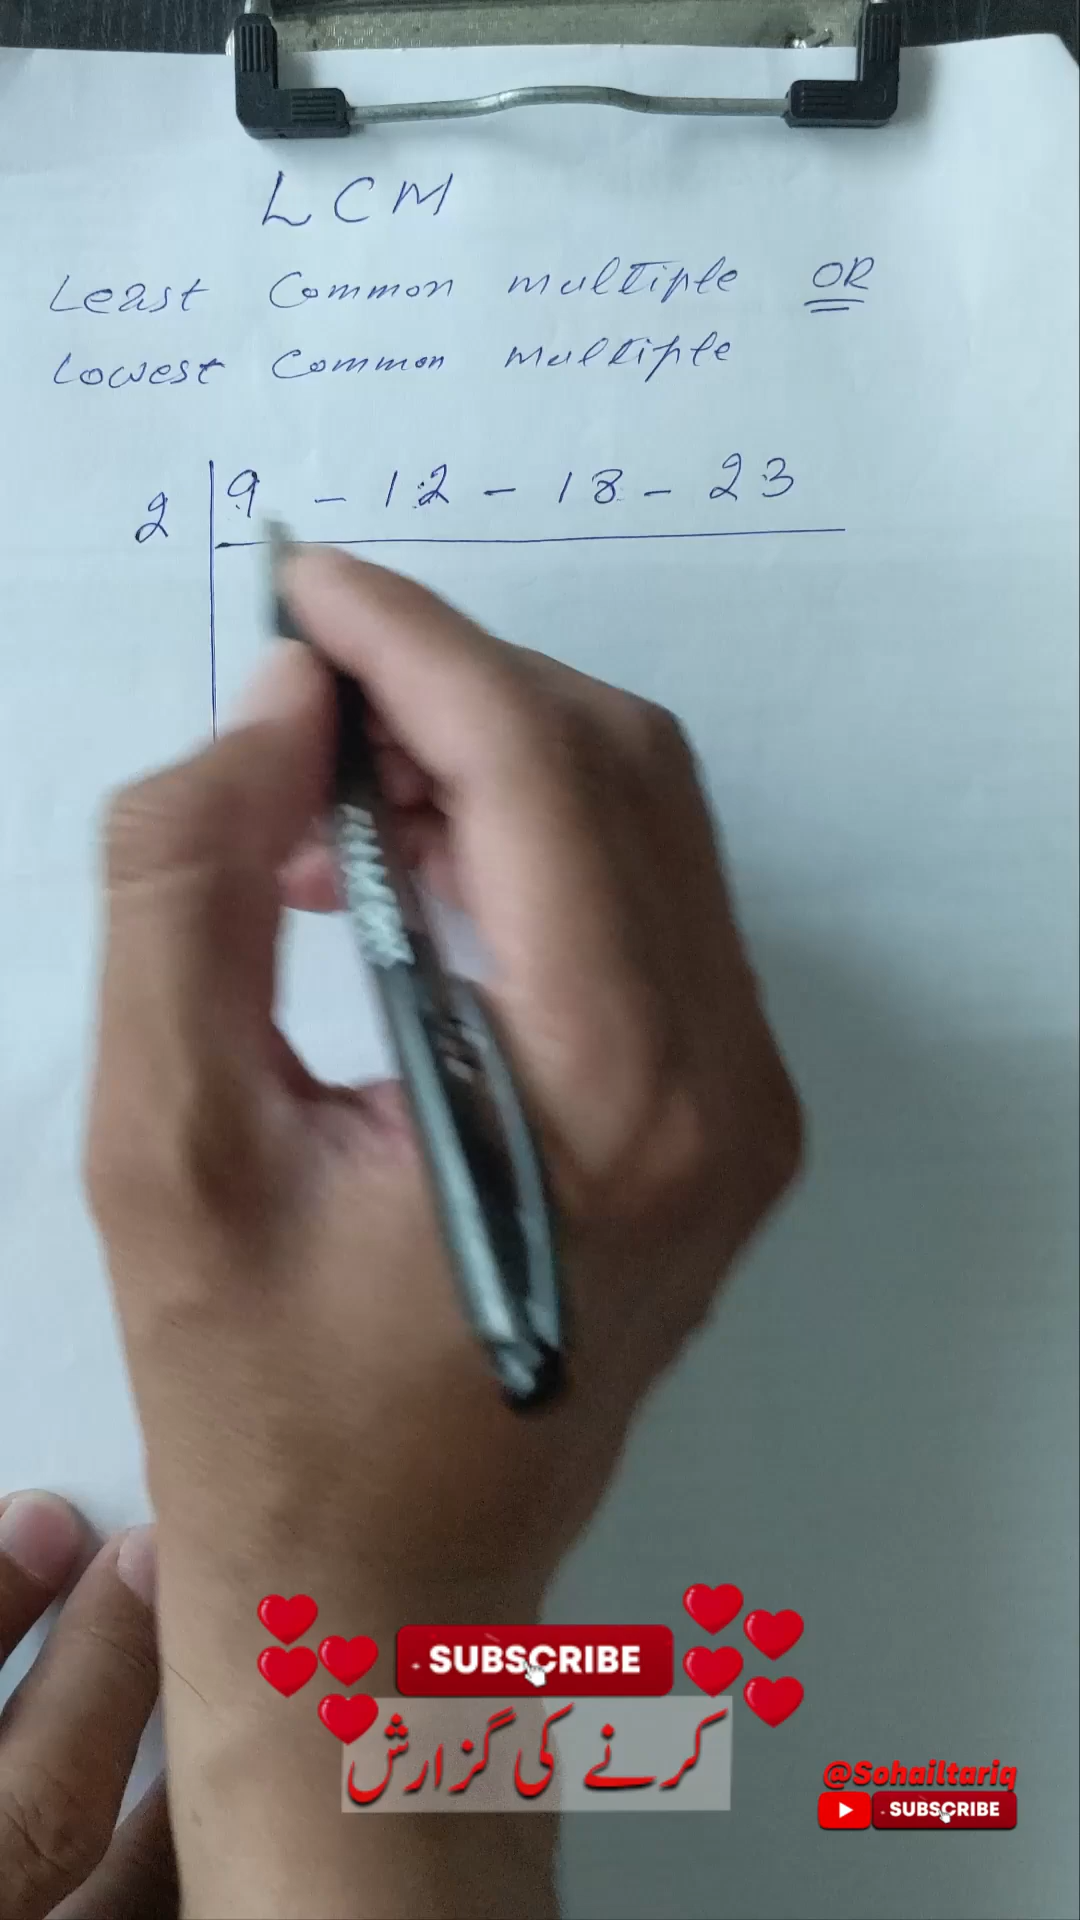 LCM
Least Common multiple OR
Lowest Common multiple
2 9 - 12 - 18 - 23
SUBSCRIBE
کرنے کی گزارش
@Sohailtariq
SUBSCRIBE